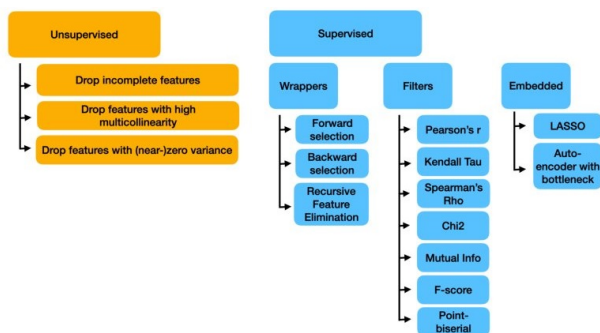 Unsupervised
Drop incomplete features
Drop features with high
multicollinearity
Drop features with (near-)zero variance
Supervised
Wrappers
Forward
selection
Backward
selection
Recursive
Feature
Elimination
Filters
Pearson's r
Kendall Tau
Spearman's
Rho
Chi2
Mutual Info
F-score
Point-
biserial
Embedded
LASSO
Auto-
encoder with
bottleneck